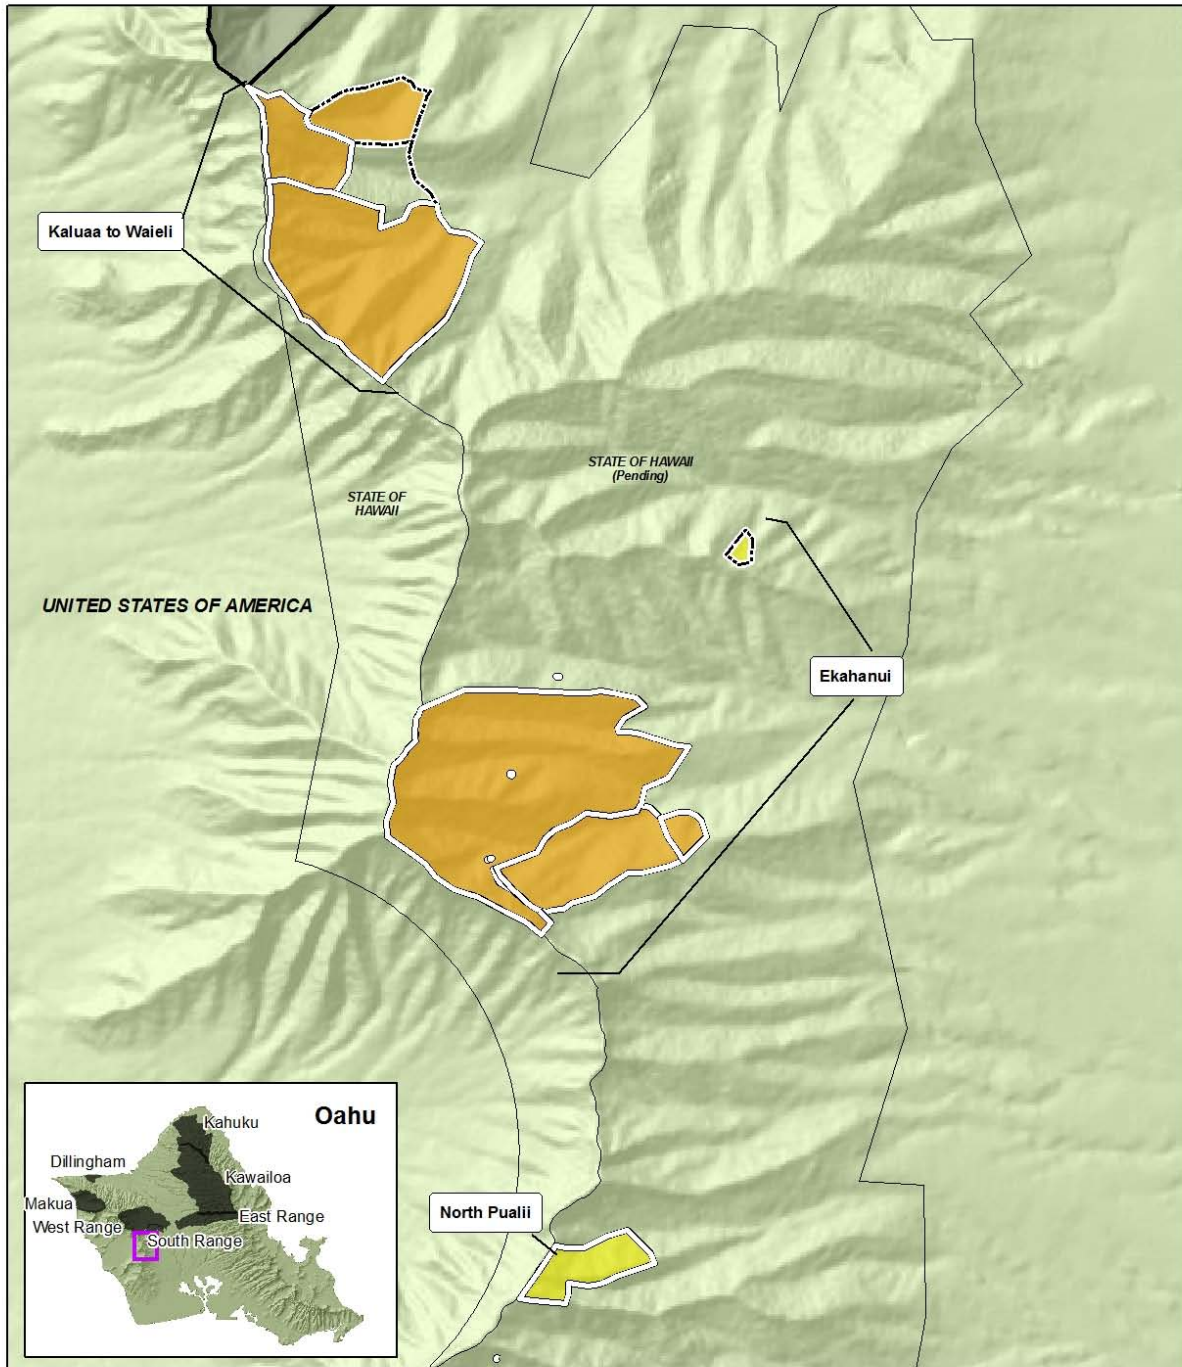 Kaluaa to Waieli
STATE OF HAWAII
(Pending)
STATE OF
HAWAII
UNITED STATES OF AMERICA
Ekahanui
North Pualii
Oahu
Kahuku
Dillingham
Kawailoa
Makua
East Range
West Range
South Range